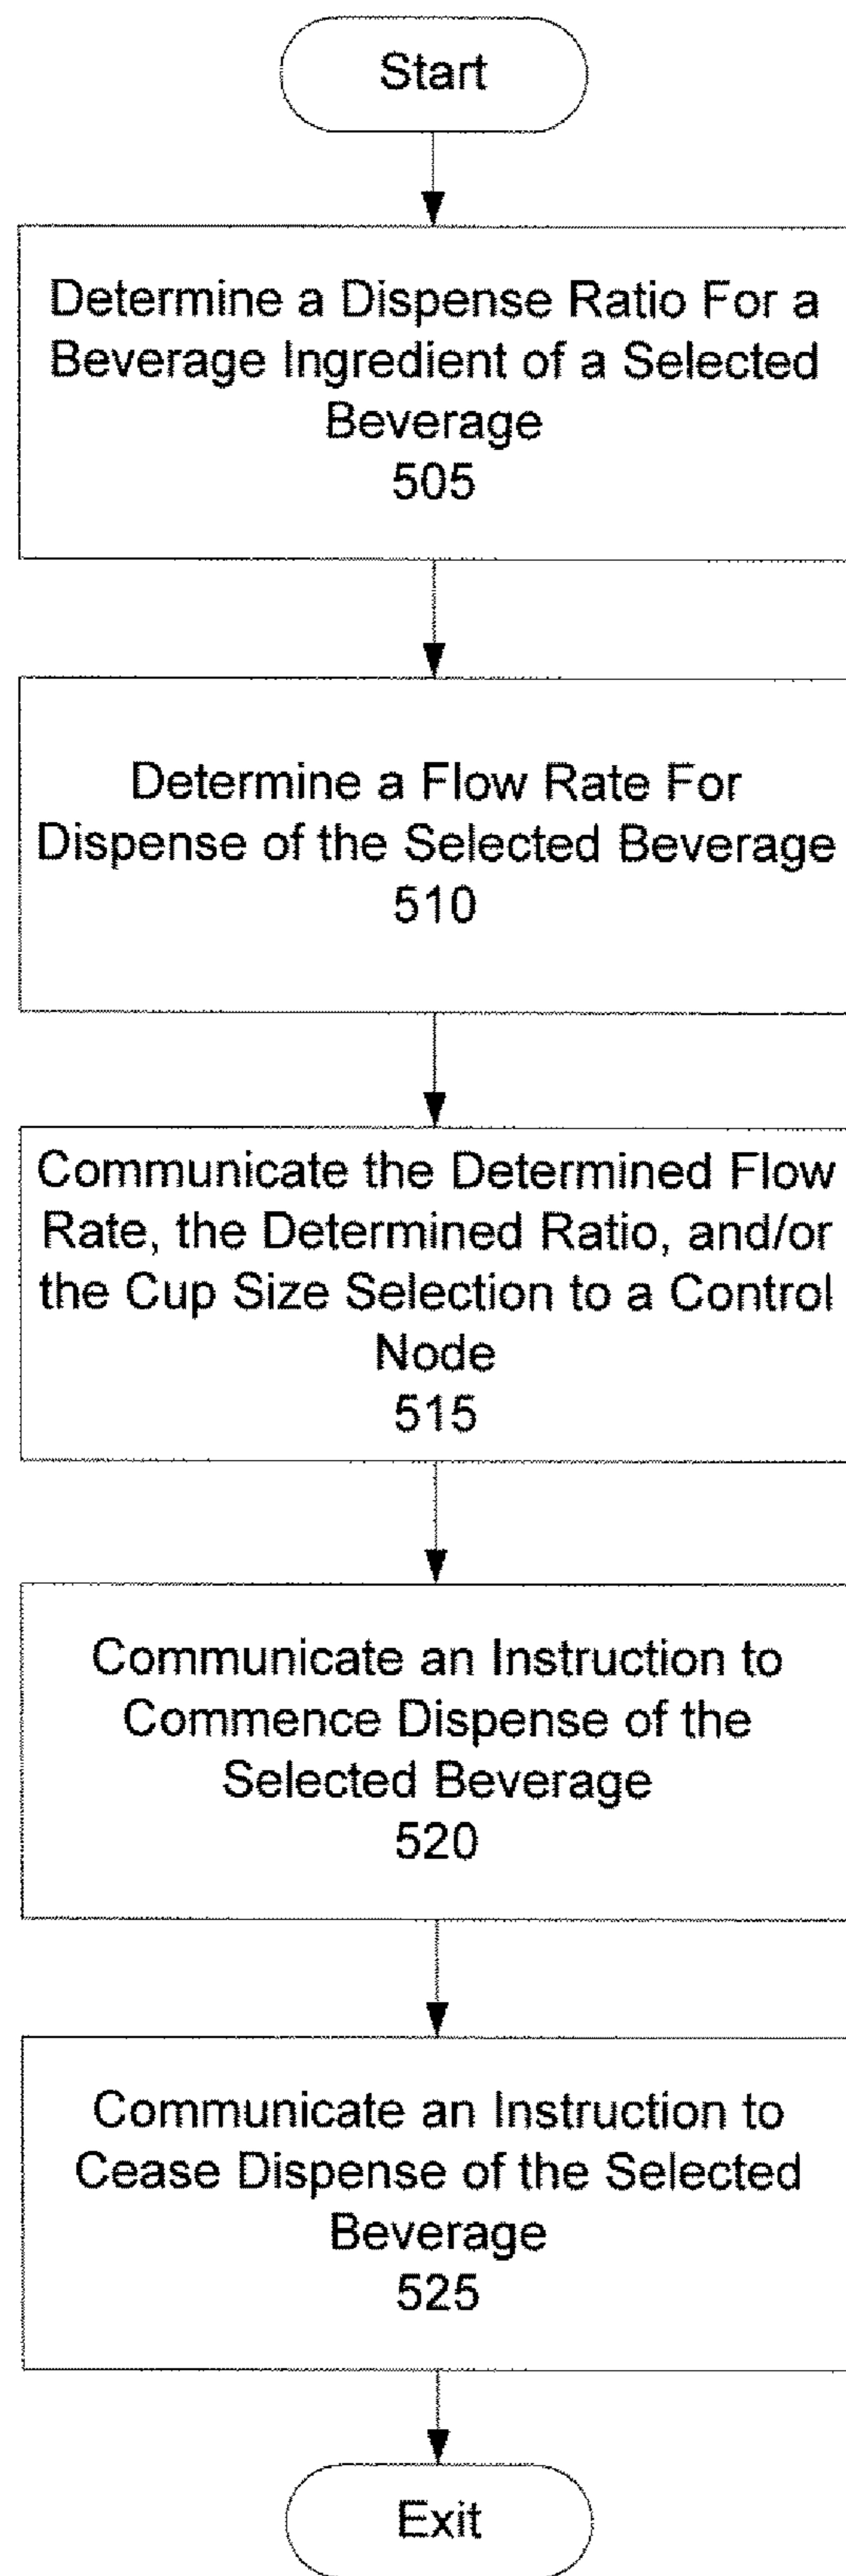 Start
Determine a Dispense Ratio For a
Beverage Ingredient of a Selected
Beverage
505
Determine a Flow Rate For
Dispense of the Selected Beverage
510
Communicate the Determined Flow
Rate, the Determined Ratio, and/or
the Cup Size Selection to a Control
Node
515
Communicate an Instruction to
Commence Dispense of the
Selected Beverage
520
Communicate an Instruction to
Cease Dispense of the Selected
Beverage
525
Exit